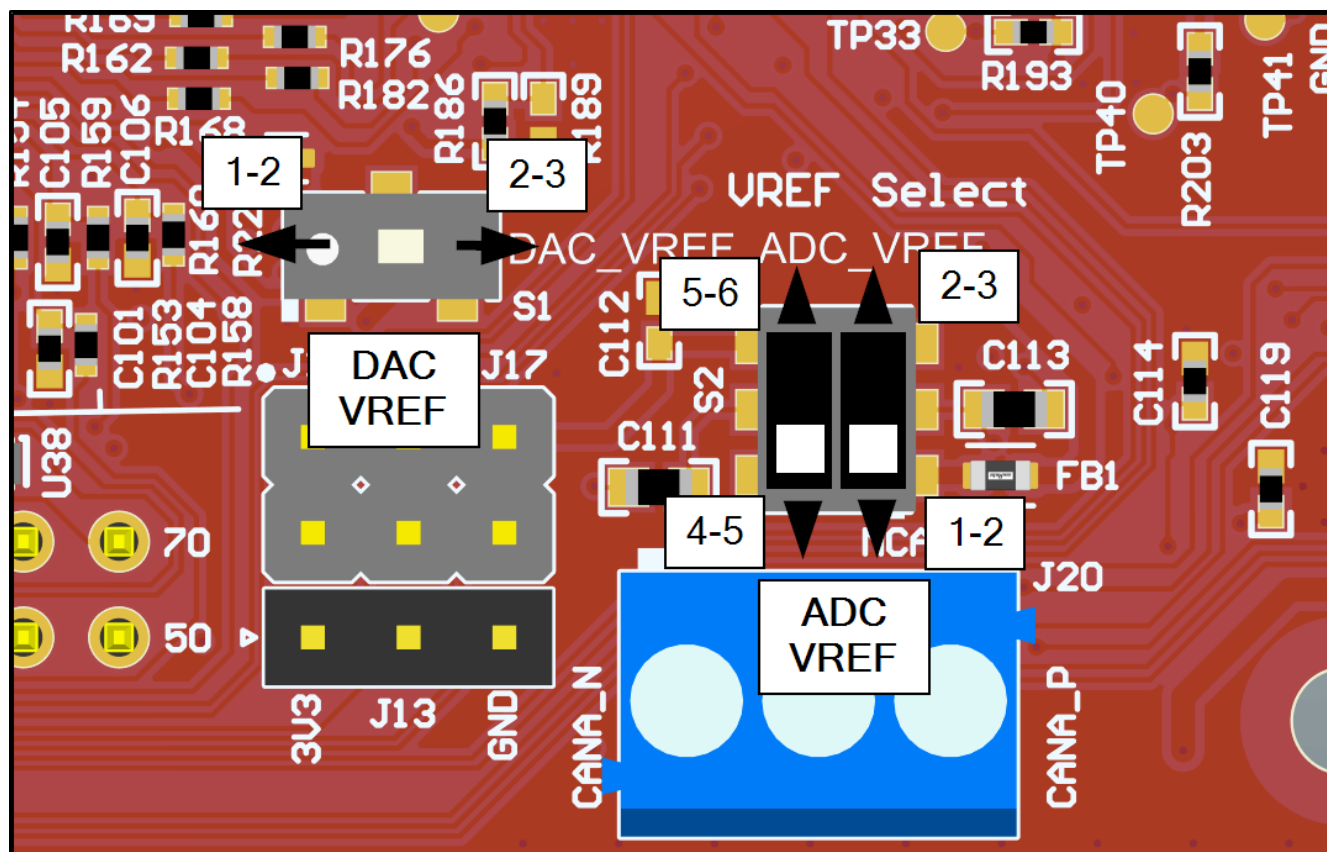 R169
R162
R176
R182
R168
R186
R189
TP33
R193
TP40
R203
TP41
GND
C105
R159
C106
1-2
2-3
VREF Select
DAC_VREF ADC_VREF
R160
S1
5-6
2-3
C112
S2
C101
R153
C104
R158
DAC
VREF
J17
C113
C114
C119
C111
FB1
U38
4-5
1-2
70
J20
50
ADC
VREF
3V3
J13
GND
CANA_N
CANA_P